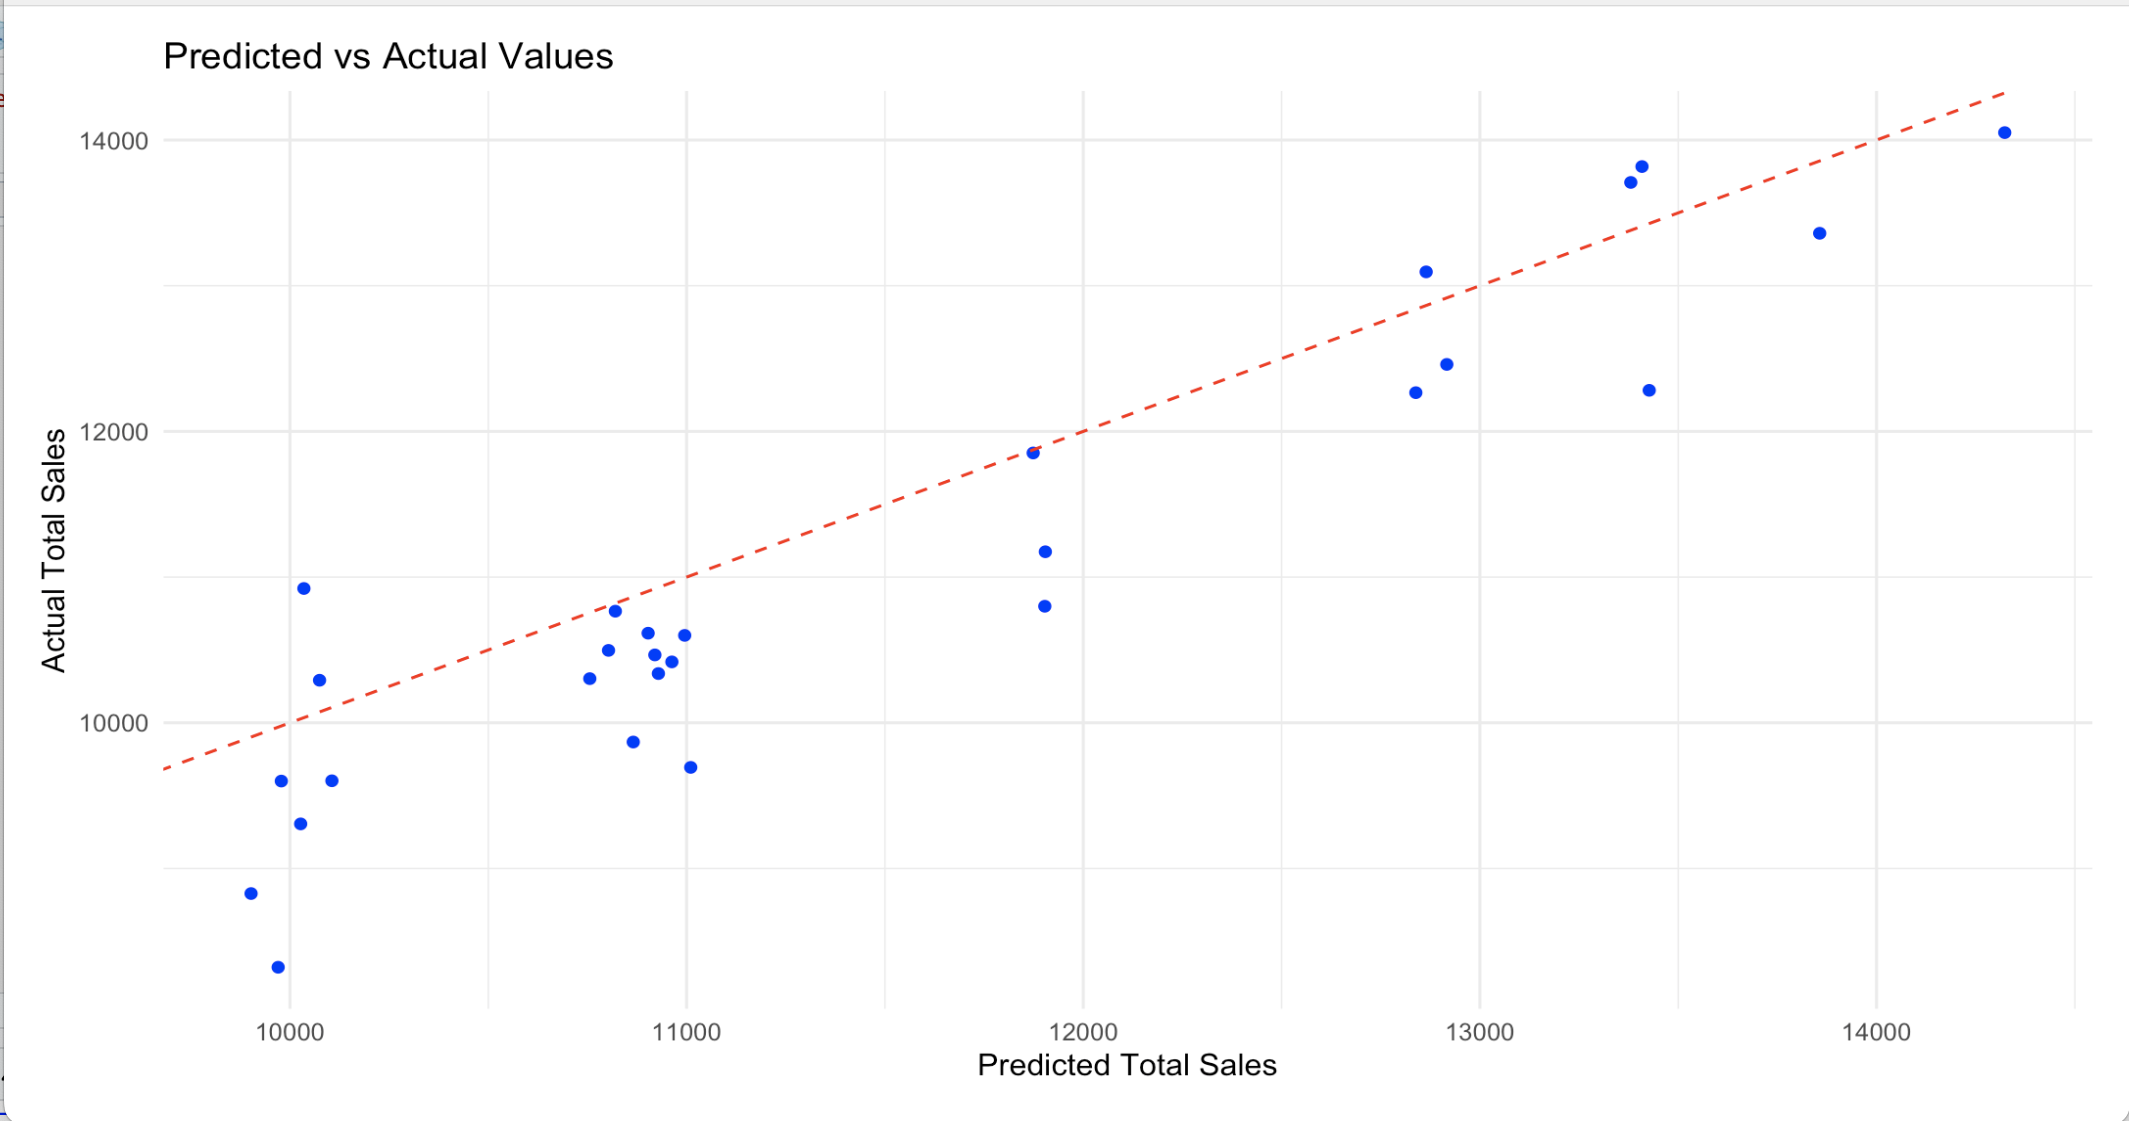 Predicted vs Actual Values
14000
12000
10000
Actual Total Sales
10000 11000 12000 13000 14000
Predicted Total Sales